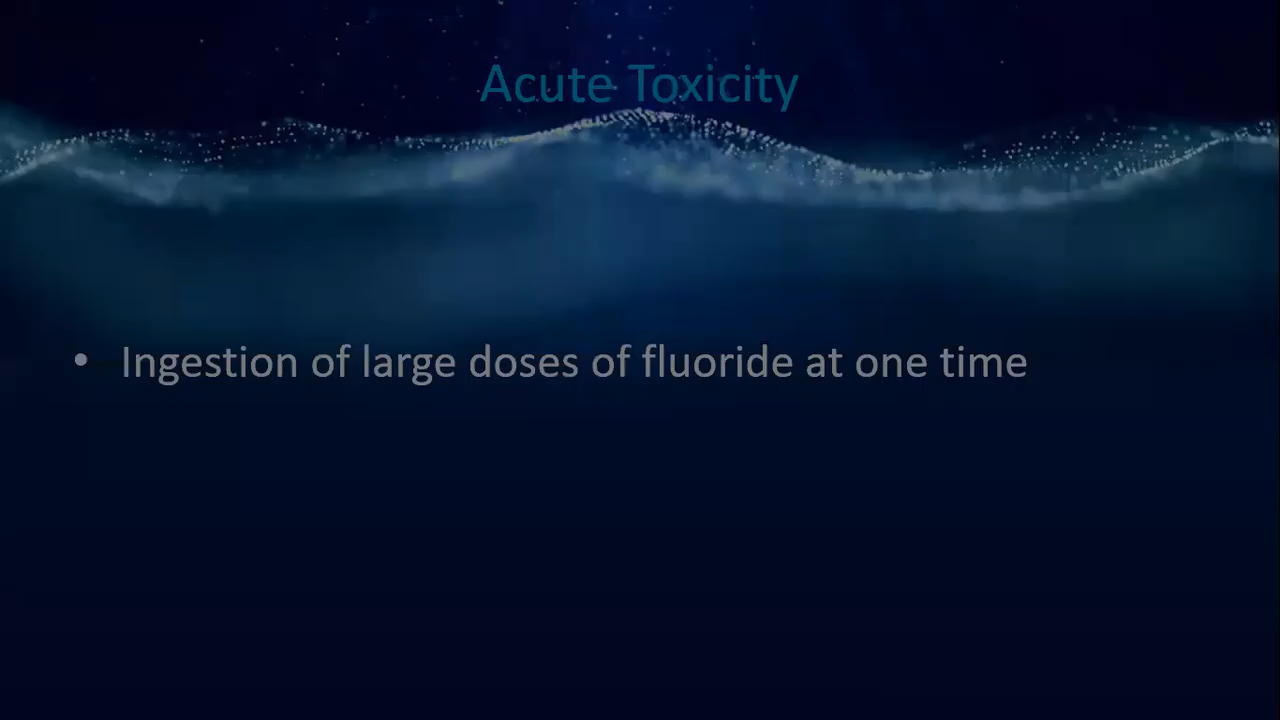 Acute Toxicity
• Ingestion of large doses of fluoride at one time